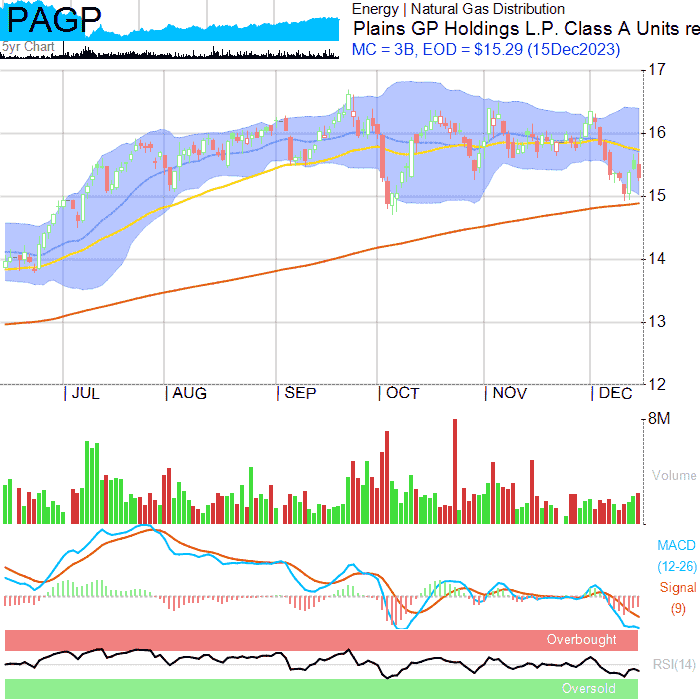 PAGP
5yr Chart
Energy | Natural Gas Distribution
Plains GP Holdings L.P. Class A Units re
MC = 3B, EOD = $15.29 (15Dec2023)
17
16
15
14
13
12
JUL
AUG
SEP
OCT
NOV
DEC
8M
Volume
MACD
(12-26)
Signal
(9)
Overbought
RSI(14)
Oversold